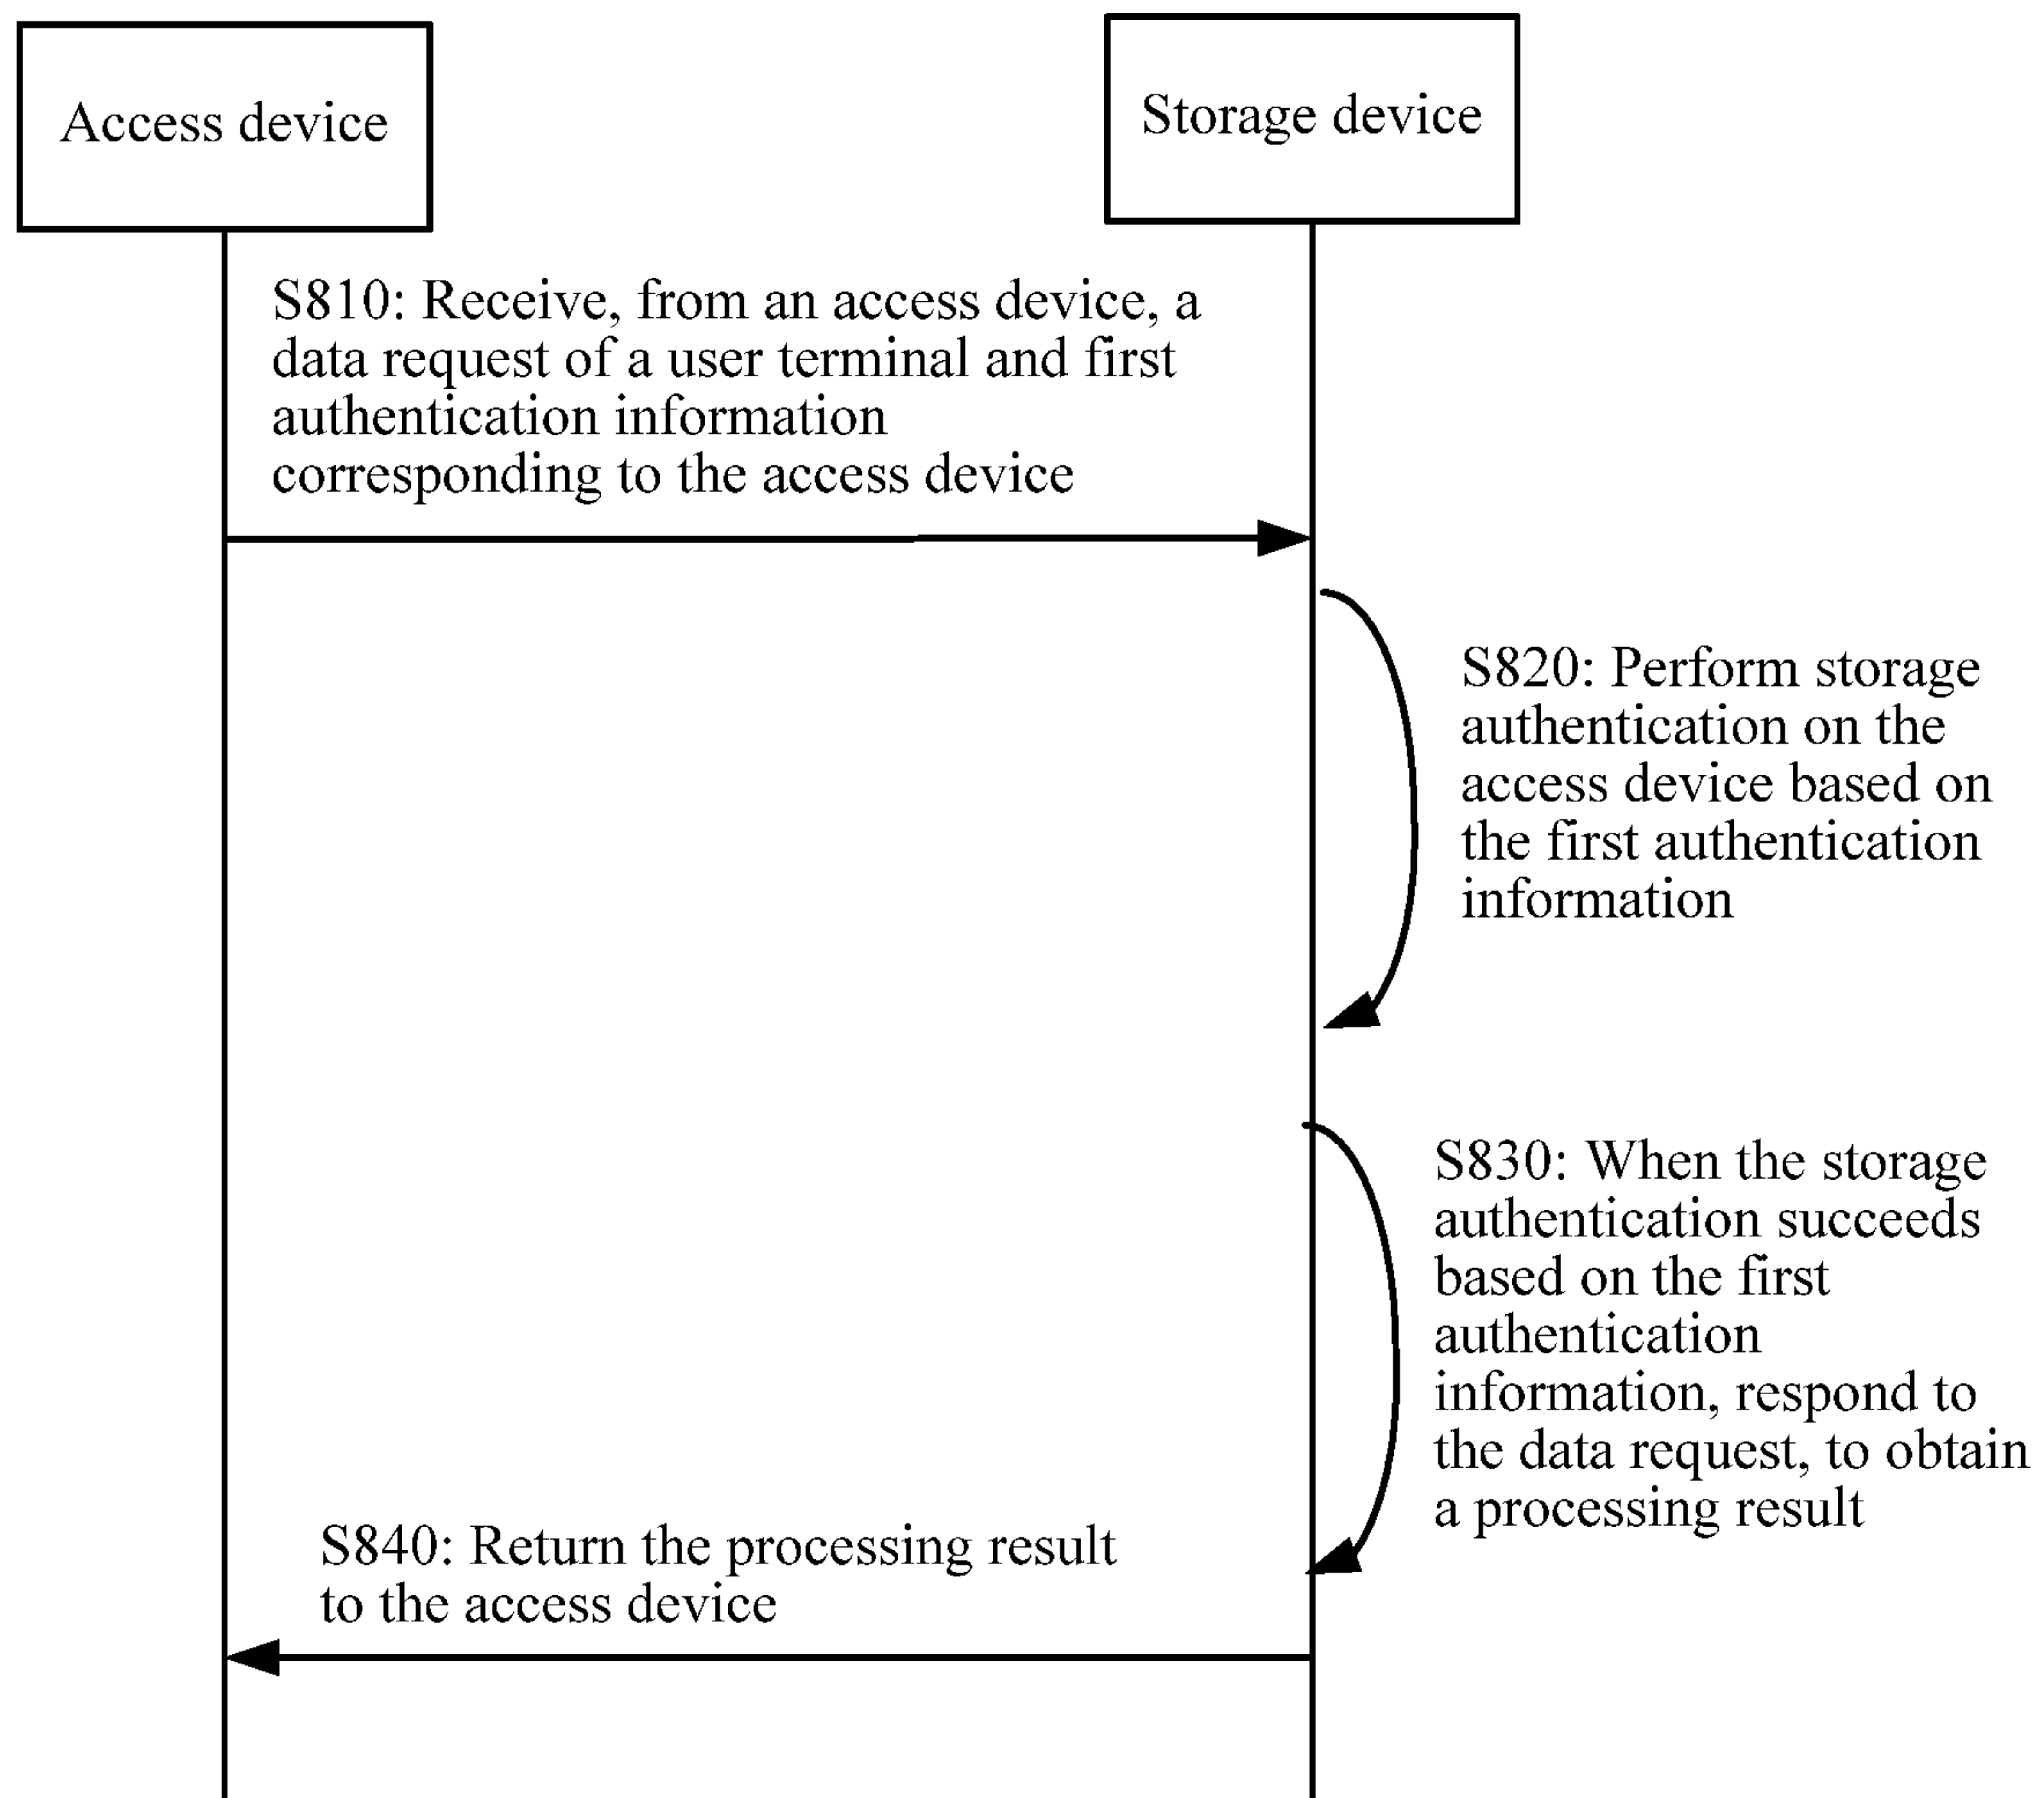 Access device
Storage device
S810: Receive, from an access device, a
data request of a user terminal and first
authentication information
corresponding to the access device
S820: Perform storage
authentication on the
access device based on
the first authentication
information
S830: When the storage
authentication succeeds
based on the first
authentication
information, respond to
the data request, to obtain
a processing result
S840: Return the processing result
to the access device